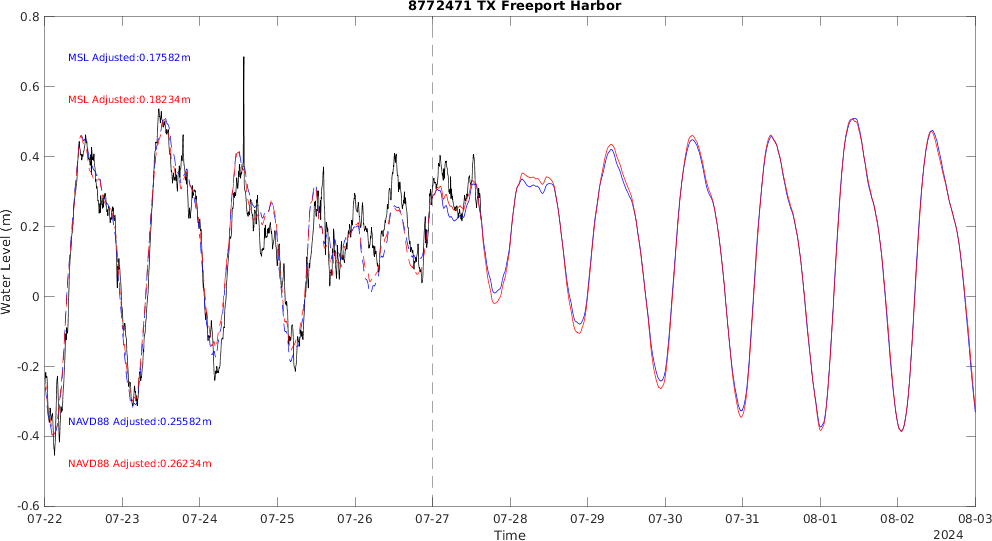 8772471 TX Freeport Harbor
0.8
0.6
0.4
0.2
0
-0.2
-0.4
-0.6
Water Level (m)
MSL Adjusted:0.17582m
MSL Adjusted:0.18234m
NAVD88 Adjusted:0.25582m
NAVD88 Adjusted:0.26234m
07-22 07-23 07-24 07-25 07-26 07-27 07-28 07-29 07-30 07-31 08-01 08-02 08-03
Time
2024